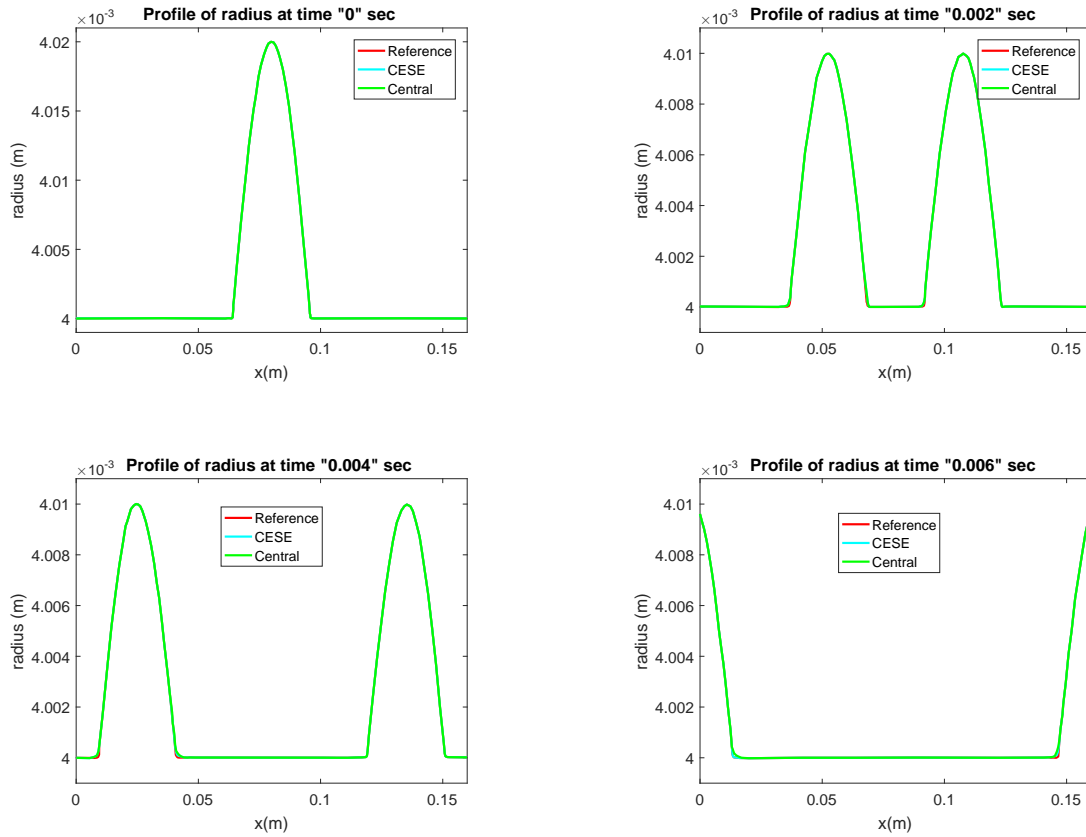 Profile of radius at time "0" sec
×10⁻³
4.02
4.015
4.01
4.005
4
radius (m)
0
0.05
0.1
0.15
x(m)
Reference
CESE
Central
Profile of radius at time "0.002" sec
×10⁻³
4.01
4.008
4.006
4.004
4.002
4
radius (m)
0
0.05
0.1
0.15
x(m)
Reference
CESE
Central
Profile of radius at time "0.004" sec
×10⁻³
4.01
4.008
4.006
4.004
4.002
4
radius (m)
0
0.05
0.1
0.15
x(m)
Reference
CESE
Central
Profile of radius at time "0.006" sec
×10⁻³
4.01
4.008
4.006
4.004
4.002
4
radius (m)
0
0.05
0.1
0.15
x(m)
Reference
CESE
Central